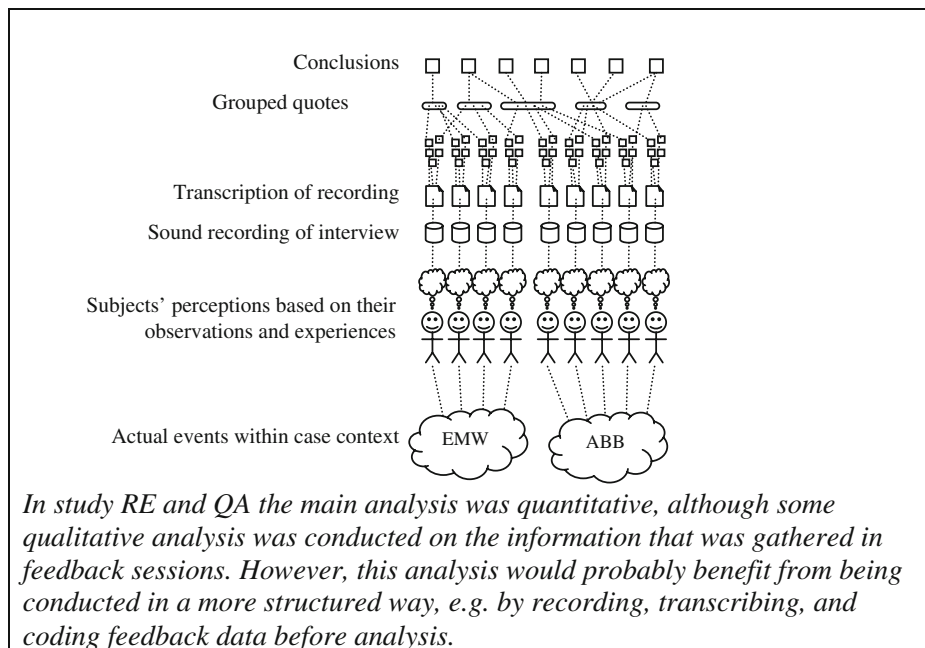 Conclusions
Grouped quotes
Transcription of recording
Sound recording of interview
Subjects’ perceptions based on their
observations and experiences
Actual events within case context
EMW
ABB
In study RE and QA the main analysis was quantitative, although some
qualitative analysis was conducted on the information that was gathered in
feedback sessions. However, this analysis would probably benefit from being
conducted in a more structured way, e.g. by recording, transcribing, and
coding feedback data before analysis.